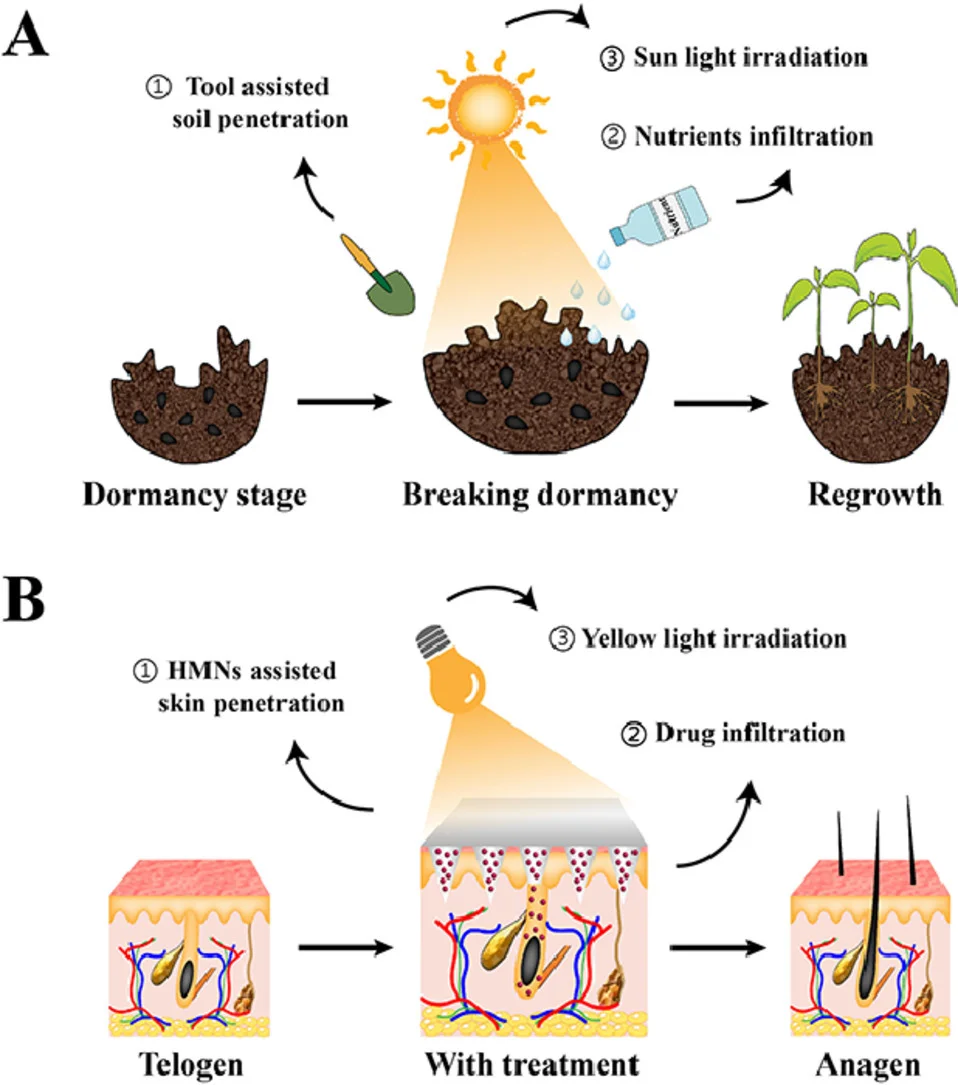 A
① Tool assisted
soil penetration
③ Sun light irradiation
② Nutrients infiltration
Nutrient
Dormancy stage
Breaking dormancy
Regrowth
B
① HMNs assisted
skin penetration
③ Yellow light irradiation
② Drug infiltration
Telogen
With treatment
Anagen